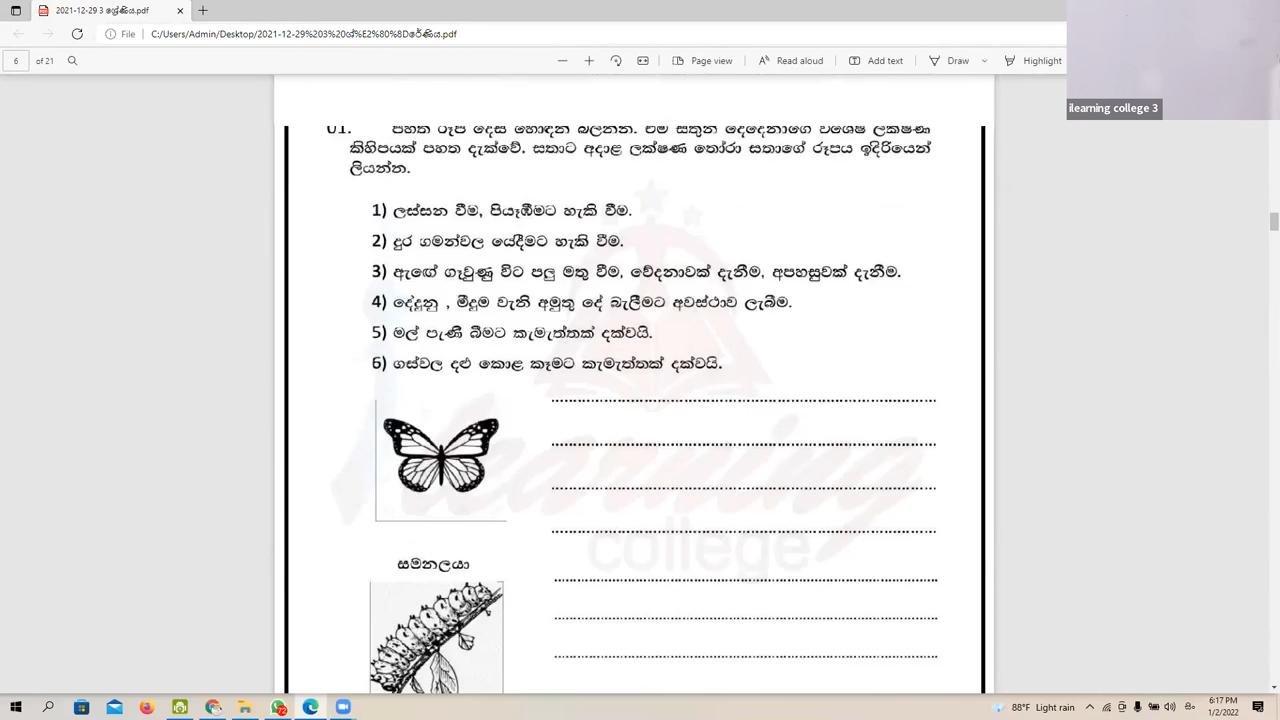 2021-12-29 3 ශ්‍රේණිය.pdf
File C:/Users/Admin/Desktop/2021-12-29%203%20ශ්%E2%80%8Dරේණිය.pdf
6 of 21 Page view Read aloud Add text Draw Highlight
ilearning college 3
01. පහත රූප දෙස හොඳින් බලන්න. එම සතුන් දෙදෙනාගේ විශේෂ ලක්ෂණ
කිහිපයක් පහත දැක්වේ. සතාට අදාළ ලක්ෂණ තෝරා සතාගේ රූපය ඉදිරියෙන්
ලියන්න.
1) ලස්සන වීම, පියෑඹීමට හැකි වීම.
2) දුර ගමන්වල යෙදීමට හැකි වීම.
3) ඇඟේ ගෑවුණු විට පලු මතු වීම, වේදනාවක් දැනීම, අපහසුවක් දැනීම.
4) දේදුනු , මීදුම වැනි අමුතු දේ බැලීමට අවස්ථාව ලැබීම.
5) මල් පැණි බීමට කැමැත්තක් දක්වයි.
6) ගස්වල දළු කොළ කෑමට කැමැත්තක් දක්වයි.
ilearning
college
සමනලයා
72
88°F Light rain
6:17 PM
1/2/2022